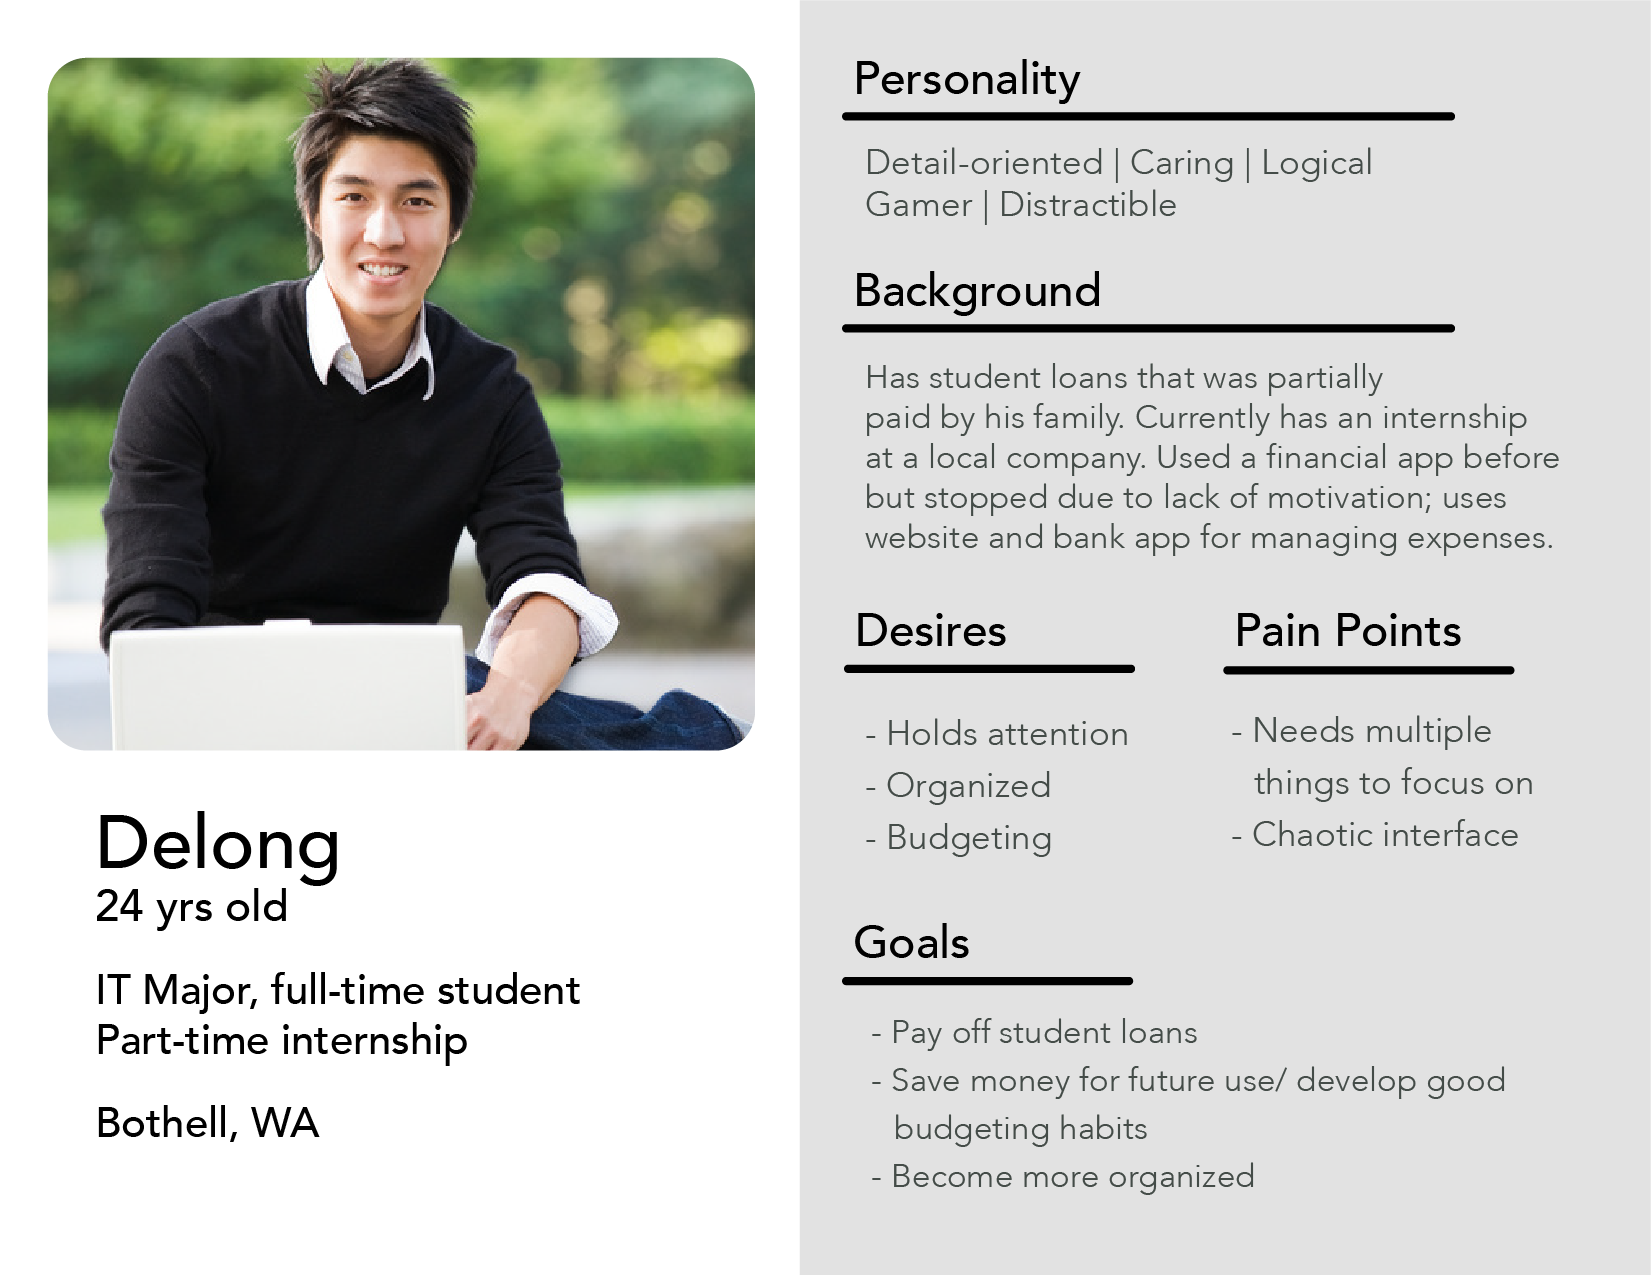 Delong
24 yrs old
IT Major, full-time student
Part-time internship
Bothell, WA
Personality
Detail-oriented | Caring | Logical
Gamer | Distractible
Background
Has student loans that was partially
paid by his family. Currently has an internship
at a local company. Used a financial app before
but stopped due to lack of motivation; uses
website and bank app for managing expenses.
Desires
- Holds attention
- Organized
- Budgeting
Pain Points
- Needs multiple
things to focus on
- Chaotic interface
Goals
- Pay off student loans
- Save money for future use/ develop good
budgeting habits
- Become more organized